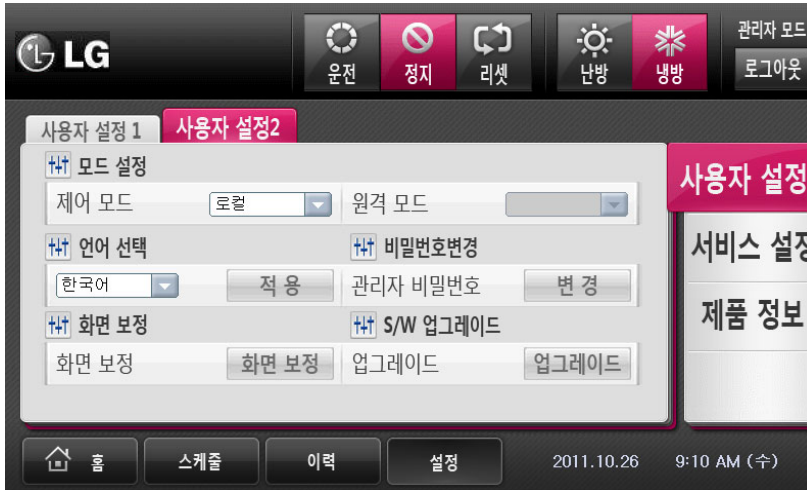 LG
운전
정지
리셋
난방
냉방
관리자 모드
로그아웃
사용자 설정 1
사용자 설정2
모드 설정
제어 모드
로컬
원격 모드
언어 선택
비밀번호변경
한국어
적 용
관리자 비밀번호
변 경
화면 보정
S/W 업그레이드
화면 보정
화면 보정
업그레이드
업그레이드
사용자 설정
서비스 설정
제품 정보
홈
스케줄
이력
설정
2011.10.26
9:10 AM (수)